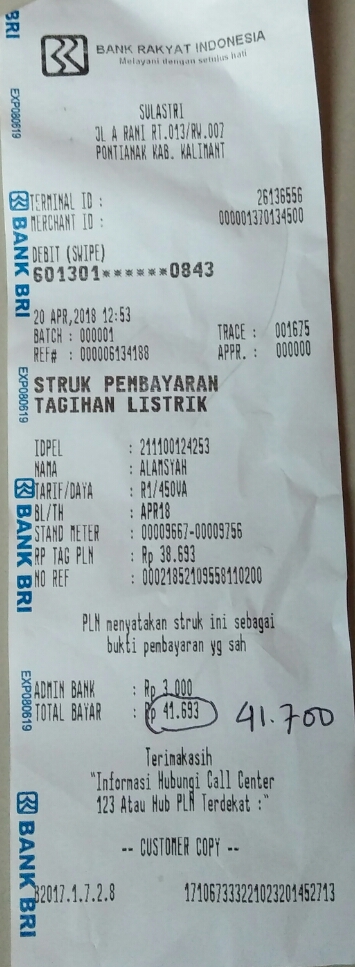 BRI
BANK RAKYAT INDONESIA
Melayani dengan setulus hati
EXP080619
SULASTRI
JL A RANI RT.013/RW.007
PONTIANAK KAB. KALIMANT
TERMINAL ID : 26136556
MERCHANT ID : 000001370134500
BANK BRI
DEBIT (SWIPE)
601301******0843
20 APR,2018 12:53
BATCH : 000001 TRACE : 001675
REF# : 000006134188 APPR. : 000000
EXP080619
STRUK PEMBAYARAN
TAGIHAN LISTRIK
IDPEL : 211100124253
NAMA : ALAMSYAH
TARIF/DAYA : R1/450VA
BL/TH : APR18
STAND METER : 00009667-00009756
RP TAG PLN : Rp 38.693
NO REF : 00021852109558110200
BANK BRI
PLN menyatakan struk ini sebagai
bukti pembayaran yg sah
EXP080619
ADMIN BANK : Rp 3.000
TOTAL BAYAR : Rp 41.693 41.700
Terimakasih
"Informasi Hubungi Call Center
123 Atau Hub PLN Terdekat :"
BANK BRI
-- CUSTOMER COPY --
B2017.1.7.2.8 171067333221023201452713